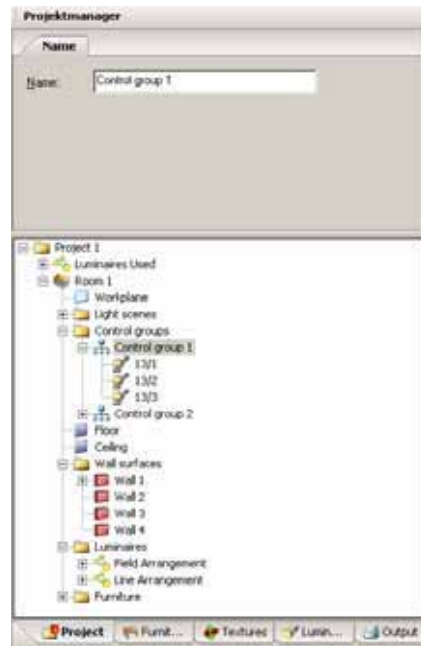 Projektmanager
Name
Name:
Control group 1
Project 1
Luminaires Used
Room 1
Workplane
Light scenes
Control groups
Control group 1
13/1
13/2
13/3
Control group 2
Floor
Ceiling
Wall surfaces
Wall 1
Wall 2
Wall 3
Wall 4
Luminaires
Field Arrangement
Line Arrangement
Furniture
Project
Furnit...
Textures
Lumin...
Output